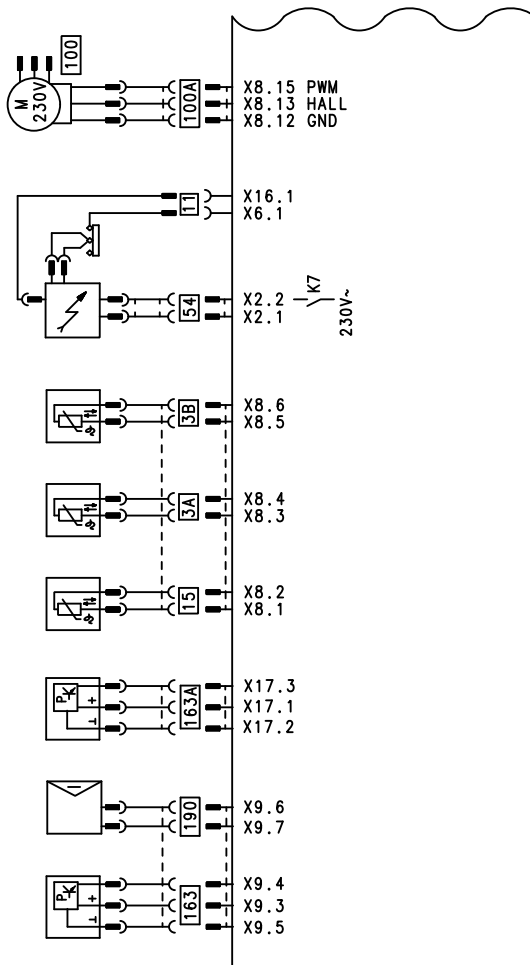 100
M
230V
100A
X8.15 PWM
X8.13 HALL
X8.12 GND
11
X16.1
X6.1
54
X2.2
X2.1
K7
230V~
3B
X8.6
X8.5
3A
X8.4
X8.3
15
X8.2
X8.1
P
+
⊥
163A
X17.3
X17.1
X17.2
190
X9.6
X9.7
P
+
⊥
163
X9.4
X9.3
X9.5